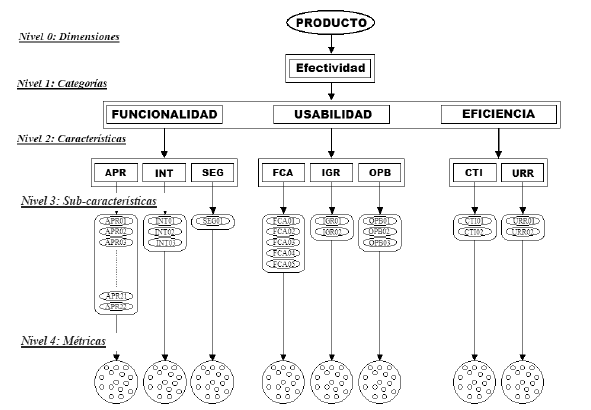 PRODUCTO
Nivel 0: Dimensiones
Efectividad
Nivel 1: Categorías
FUNCIONALIDAD USABILIDAD EFICIENCIA
Nivel 2: Características
APR INT SEG FCA IGR OPB CTI URR
Nivel 3: Sub-características
APR01 INT01 SEG01 FCA01 IGR01 OPB01 CTI01 URR01
APR02 INT02 FCA02 IGR02 OPB02 CTI02 URR02
APR03 INT03 FCA03 OPB03
FCA04
FCA05
APR21
APR22
Nivel 4: Métricas